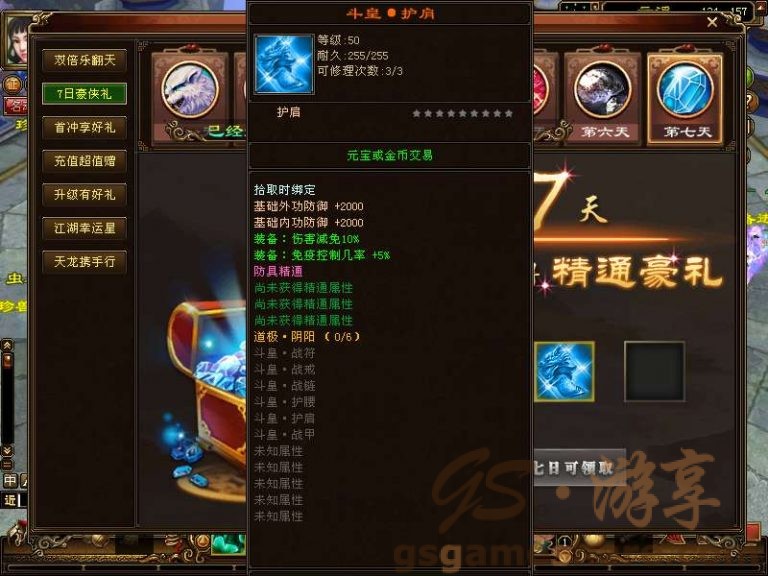 斗皇●护肩
等级:50
耐久:255/255
可修理次数:3/3
护肩
元宝或金币交易
拾取时绑定
基础外功防御 +2000
基础内功防御 +2000
装备:伤害减免10%
装备:免疫控制几率 +5%
防具精通
尚未获得精通属性
尚未获得精通属性
尚未获得精通属性
道极·阴阳 (0/6)
斗皇·战符
斗皇·战戒
斗皇·战链
斗皇·护腰
斗皇·护肩
斗皇·战甲
未知属性
未知属性
未知属性
未知属性
未知属性
双倍乐翻天
7日豪侠礼
首冲享好礼
充值超值赠
升级有好礼
江湖幸运星
天龙携手行
已经
第六天
第七天
7天
精通豪礼
七日可领取
GS·游享
gsgam